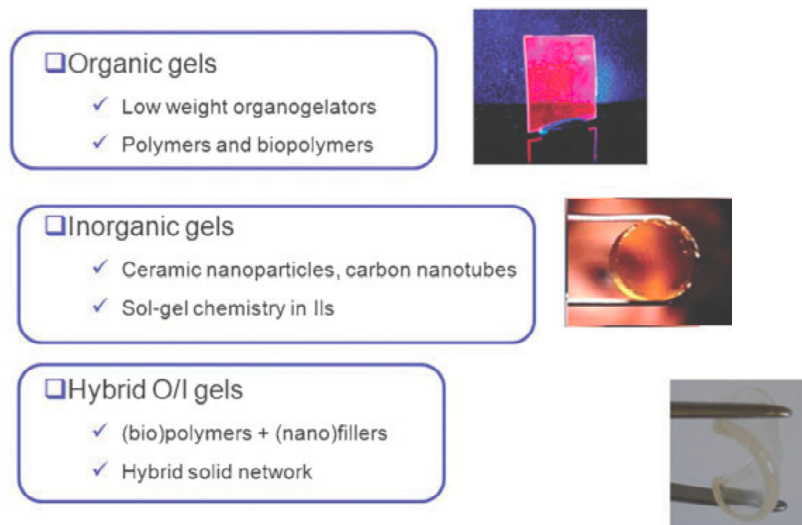 ❑Organic gels
✓ Low weight organogelators
✓ Polymers and biopolymers
❑Inorganic gels
✓ Ceramic nanoparticles, carbon nanotubes
✓ Sol-gel chemistry in Ils
❑Hybrid O/I gels
✓ (bio)polymers + (nano)fillers
✓ Hybrid solid network